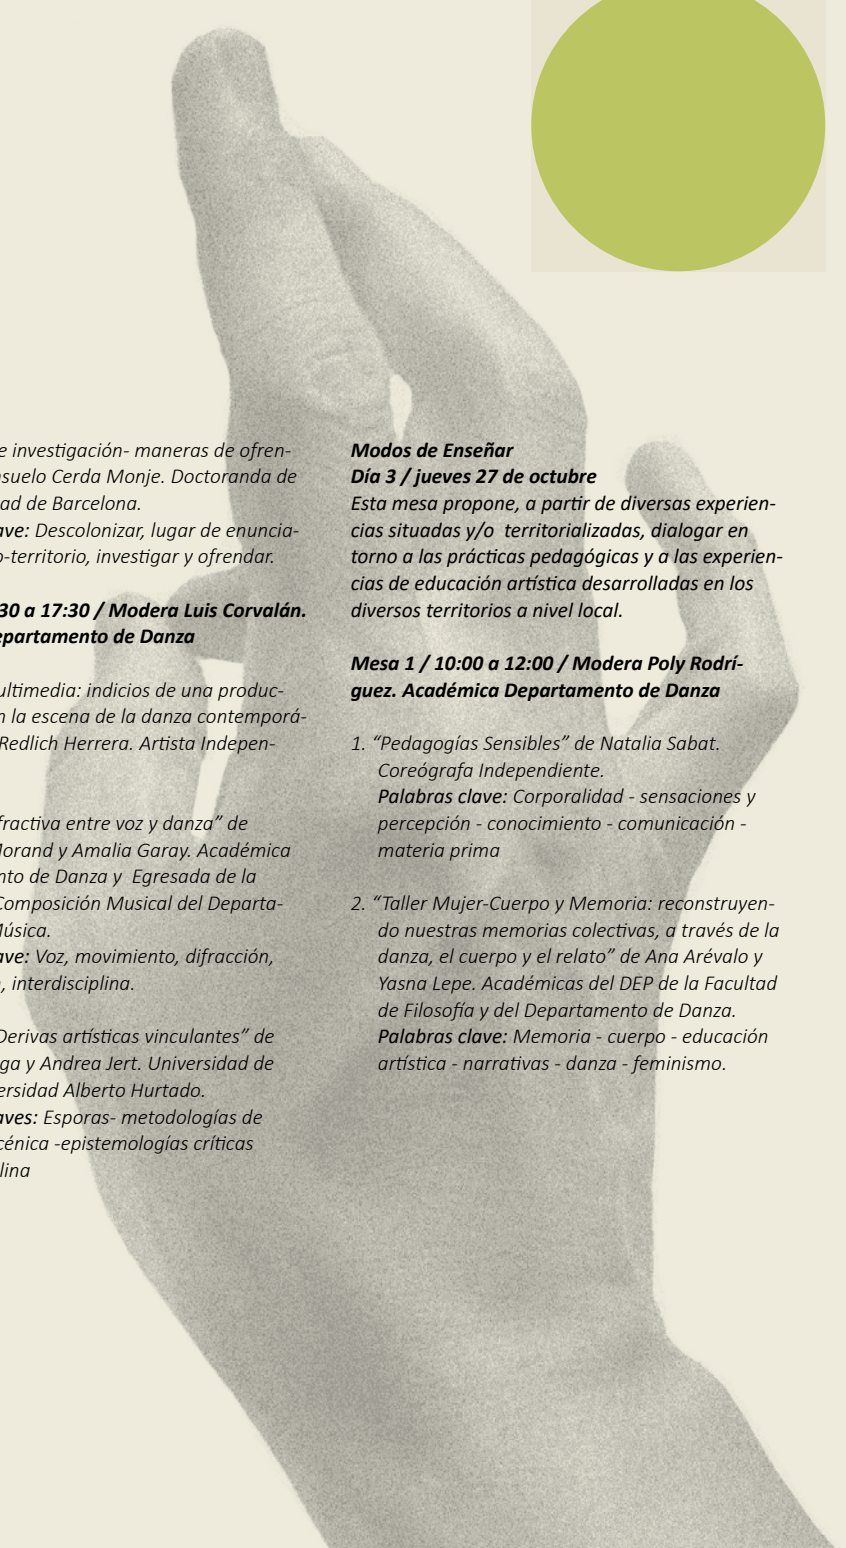 e investigación- maneras de ofren-
suelo Cerda Monje. Doctoranda de
ad de Barcelona.
ave: Descolonizar, lugar de enuncia-
o-territorio, investigar y ofrendar.
30 a 17:30 / Modera Luis Corvalán.
epartamento de Danza
ultimedia: indicios de una produc-
n la escena de la danza contemporá-
Redlich Herrera. Artista Indepen-
fractiva entre voz y danza” de
orand y Amalia Garay. Académica
nto de Danza y  Egresada de la
Composición Musical del Departa-
úsica.
ave: Voz, movimiento, difracción,
, interdisciplina.
Derivas artísticas vinculantes” de
ga y Andrea Jert. Universidad de
ersidad Alberto Hurtado.
aves: Esporas- metodologías de
cénica -epistemologías críticas
lina
Modos de Enseñar
Día 3 / jueves 27 de octubre
Esta mesa propone, a partir de diversas experien-
cias situadas y/o  territorializadas, dialogar en
torno a las prácticas pedagógicas y a las experien-
cias de educación artística desarrolladas en los
diversos territorios a nivel local.
Mesa 1 / 10:00 a 12:00 / Modera Poly Rodrí-
guez. Académica Departamento de Danza
1. “Pedagogías Sensibles” de Natalia Sabat.
Coreógrafa Independiente.
Palabras clave: Corporalidad - sensaciones y
percepción - conocimiento - comunicación -
materia prima
2. “Taller Mujer-Cuerpo y Memoria: reconstruyen-
do nuestras memorias colectivas, a través de la
danza, el cuerpo y el relato” de Ana Arévalo y
Yasna Lepe. Académicas del DEP de la Facultad
de Filosofía y del Departamento de Danza.
Palabras clave: Memoria - cuerpo - educación
artística - narrativas - danza - feminismo.